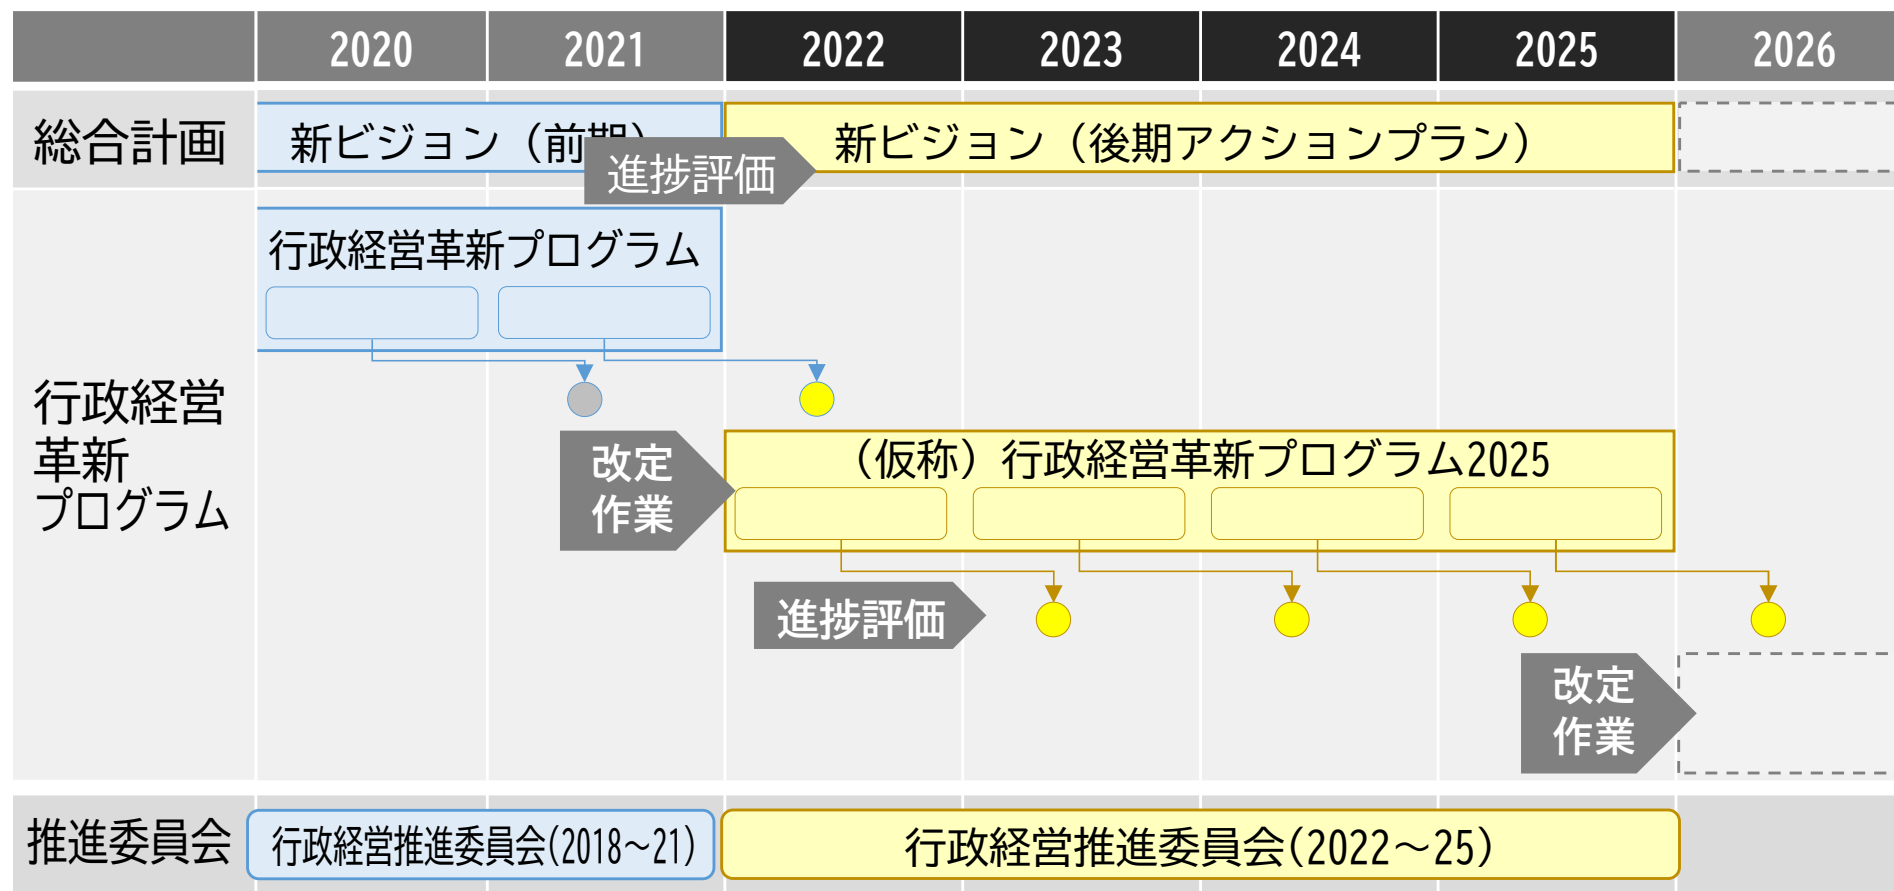 2020 2021 2022 2023 2024 2025 2026
総合計画
新ビジョン（前期）
新ビジョン（後期アクションプラン）
進捗評価
行政経営革新プログラム
行政経営
革新
プログラム
改定
作業
（仮称）行政経営革新プログラム2025
進捗評価
改定
作業
推進委員会
行政経営推進委員会(2018～21)
行政経営推進委員会(2022～25)